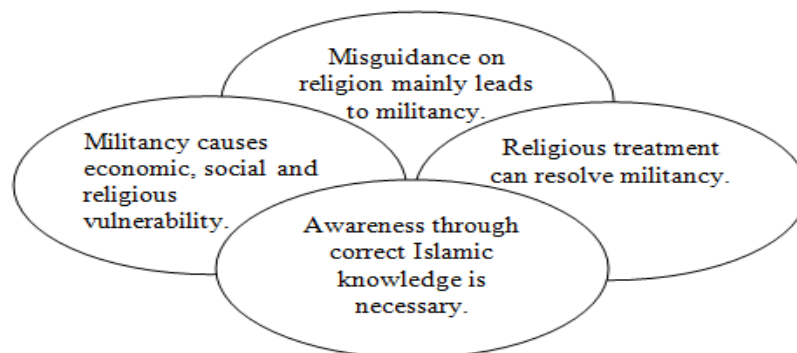 Misguidance on
religion mainly leads
to militancy.
Militancy causes
economic, social and
religious
vulnerability.
Religious treatment
can resolve militancy.
Awareness through
correct Islamic
knowledge is
necessary.